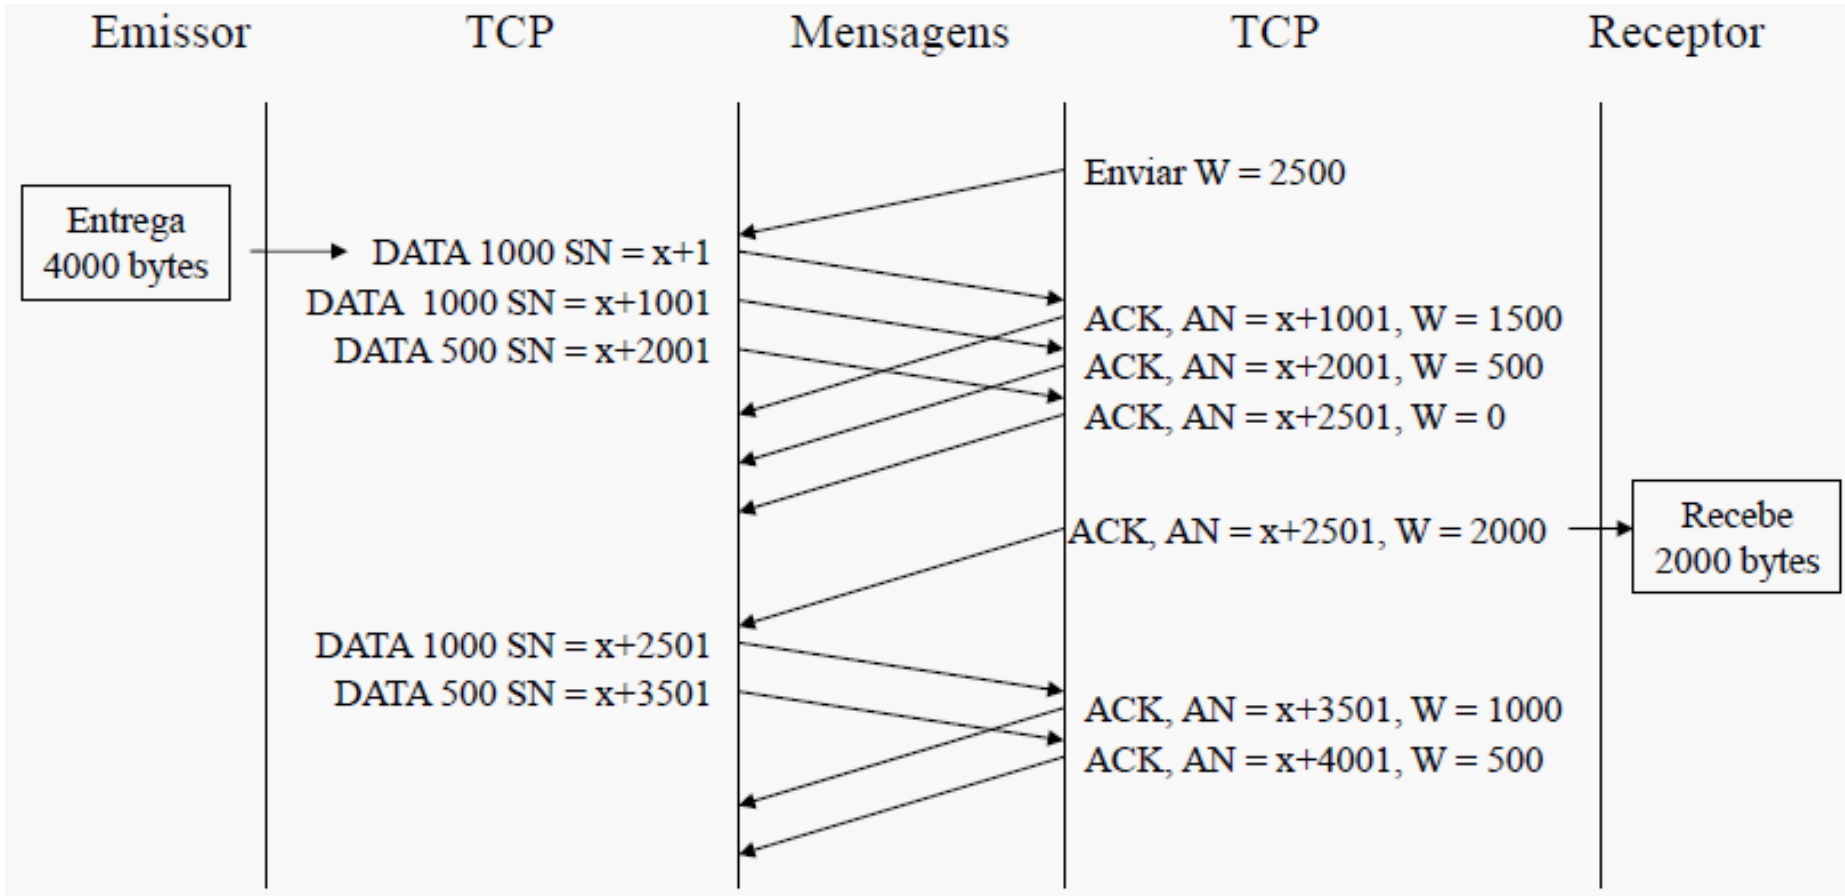 Emissor TCP Mensagens TCP Receptor
Enviar W = 2500
Entrega
4000 bytes
DATA 1000 SN = x+1
DATA 1000 SN = x+1001
ACK, AN = x+1001, W = 1500
DATA 500 SN = x+2001
ACK, AN = x+2001, W = 500
ACK, AN = x+2501, W = 0
ACK, AN = x+2501, W = 2000
Recebe
2000 bytes
DATA 1000 SN = x+2501
DATA 500 SN = x+3501
ACK, AN = x+3501, W = 1000
ACK, AN = x+4001, W = 500